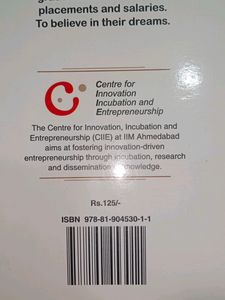 placements and salaries.
To believe in their dreams.
Centre for
Innovation
Incubation and
Entrepreneurship
The Centre for Innovation, Incubation and
Entrepreneurship (CIIE) at IIM Ahmedabad
aims at fostering innovation-driven
entrepreneurship through incubation, research
and dissemination of knowledge.
Rs.125/-
ISBN 978-81-904530-1-1